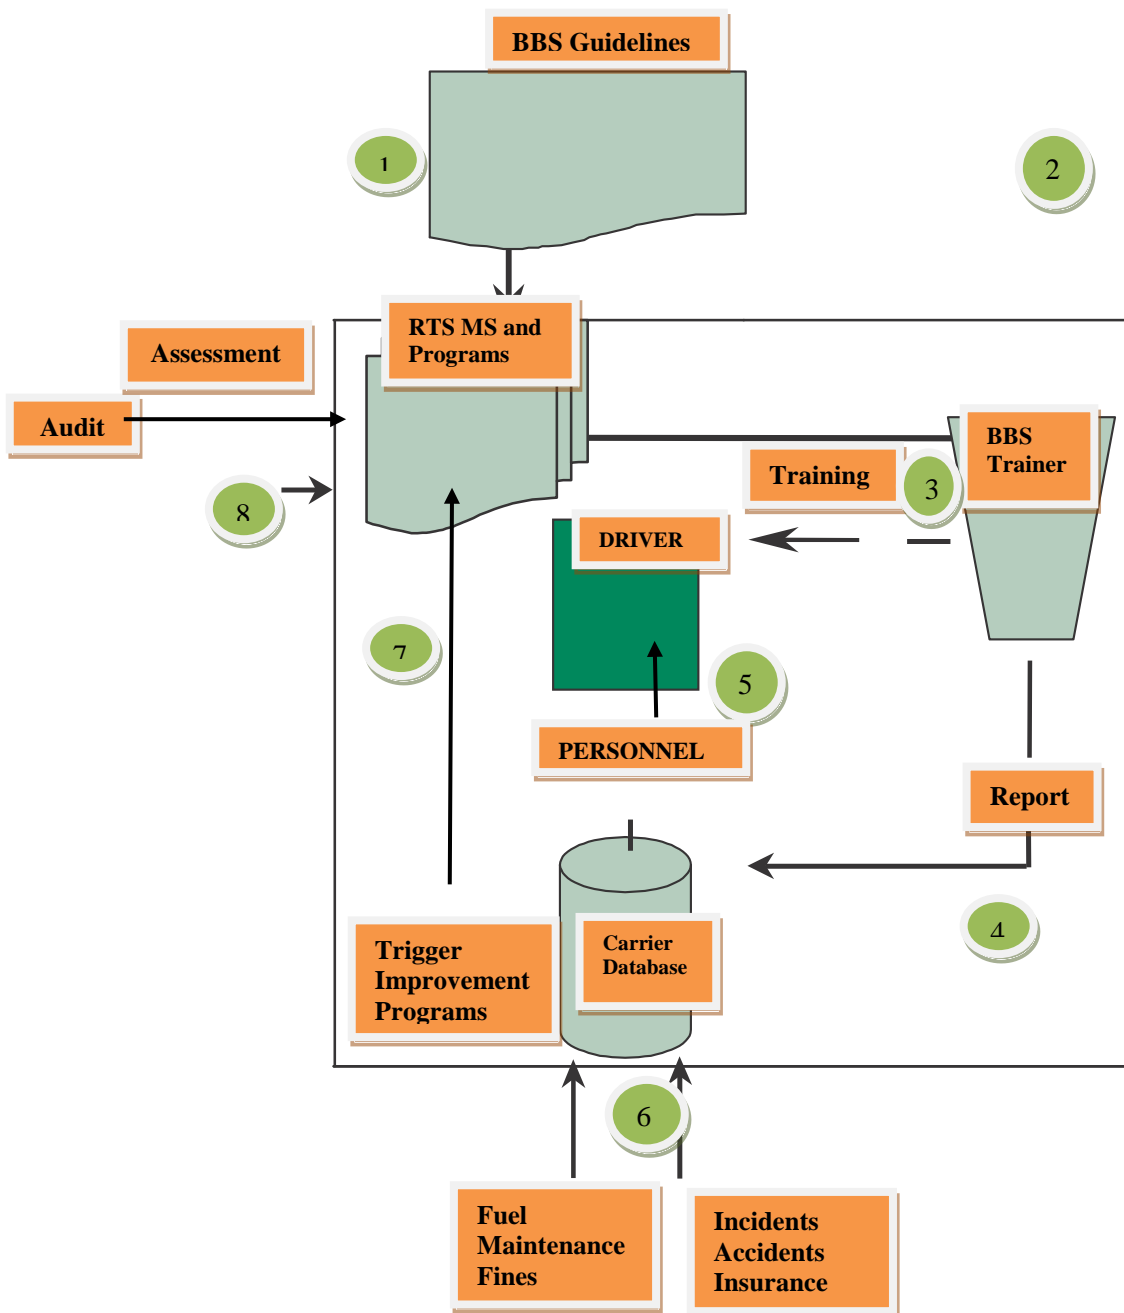 BBS Guidelines
1
2
RTS MS and
Programs
Assessment
Audit
BBS
Trainer
Training
3
8
DRIVER
7
5
PERSONNEL
Report
4
Trigger
Improvement
Programs
Carrier
Database
6
Fuel
Maintenance
Fines
Incidents
Accidents
Insurance